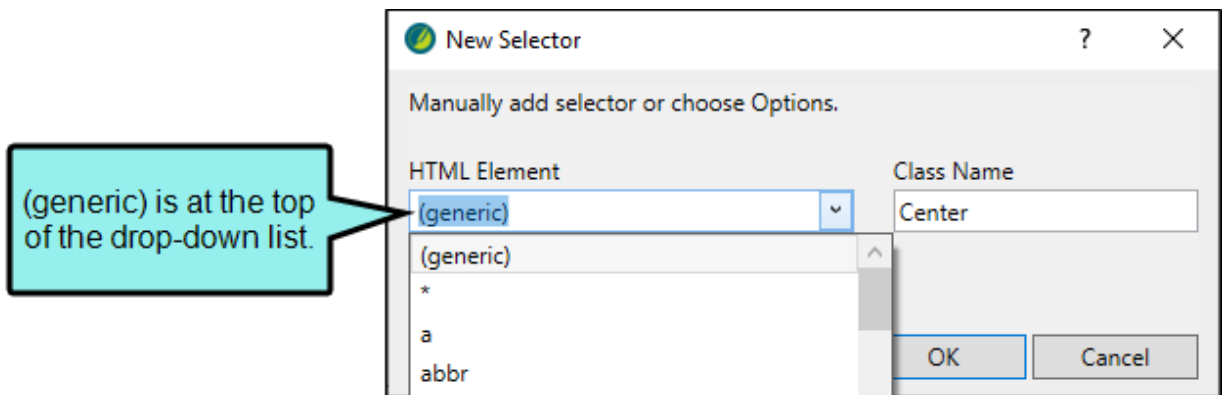 New Selector
?
Manually add selector or choose Options.
HTML Element
Class Name
(generic)
Center
(generic) is at the top
of the drop-down list.
(generic)
*
a
abbr
OK
Cancel